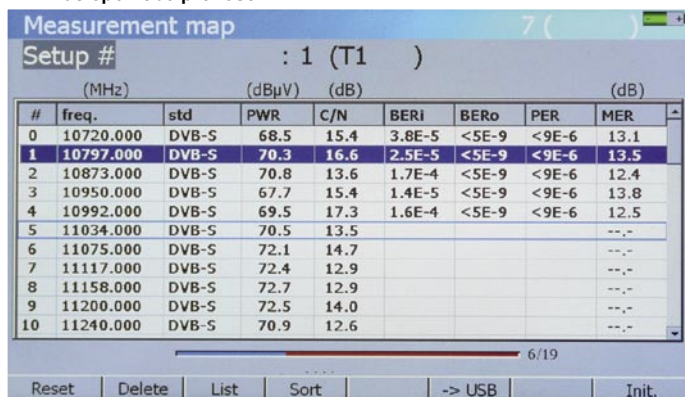 Measurement map 7 ( )
Setup # : 1 (T1 )
(MHz) (dBµV) (dB) (dB)
# freq. std PWR C/N BERi BERo PER MER
0 10720.000 DVB-S 68.5 15.4 3.8E-5 <5E-9 <9E-6 13.1
1 10797.000 DVB-S 70.3 16.6 2.5E-5 <5E-9 <9E-6 13.5
2 10873.000 DVB-S 70.8 13.6 1.7E-4 <5E-9 <9E-6 12.4
3 10950.000 DVB-S 67.7 15.4 1.4E-5 <5E-9 <9E-6 13.8
4 10992.000 DVB-S 69.5 17.3 1.6E-4 <5E-9 <9E-6 12.5
5 11034.000 DVB-S 70.5 13.5 --.-
6 11075.000 DVB-S 72.1 14.7 --.-
7 11117.000 DVB-S 72.4 12.9 --.-
8 11158.000 DVB-S 72.7 12.9 --.-
9 11200.000 DVB-S 72.5 14.0 --.-
10 11240.000 DVB-S 70.9 12.6 --.-
6/19
Reset Delete List Sort -> USB Init.